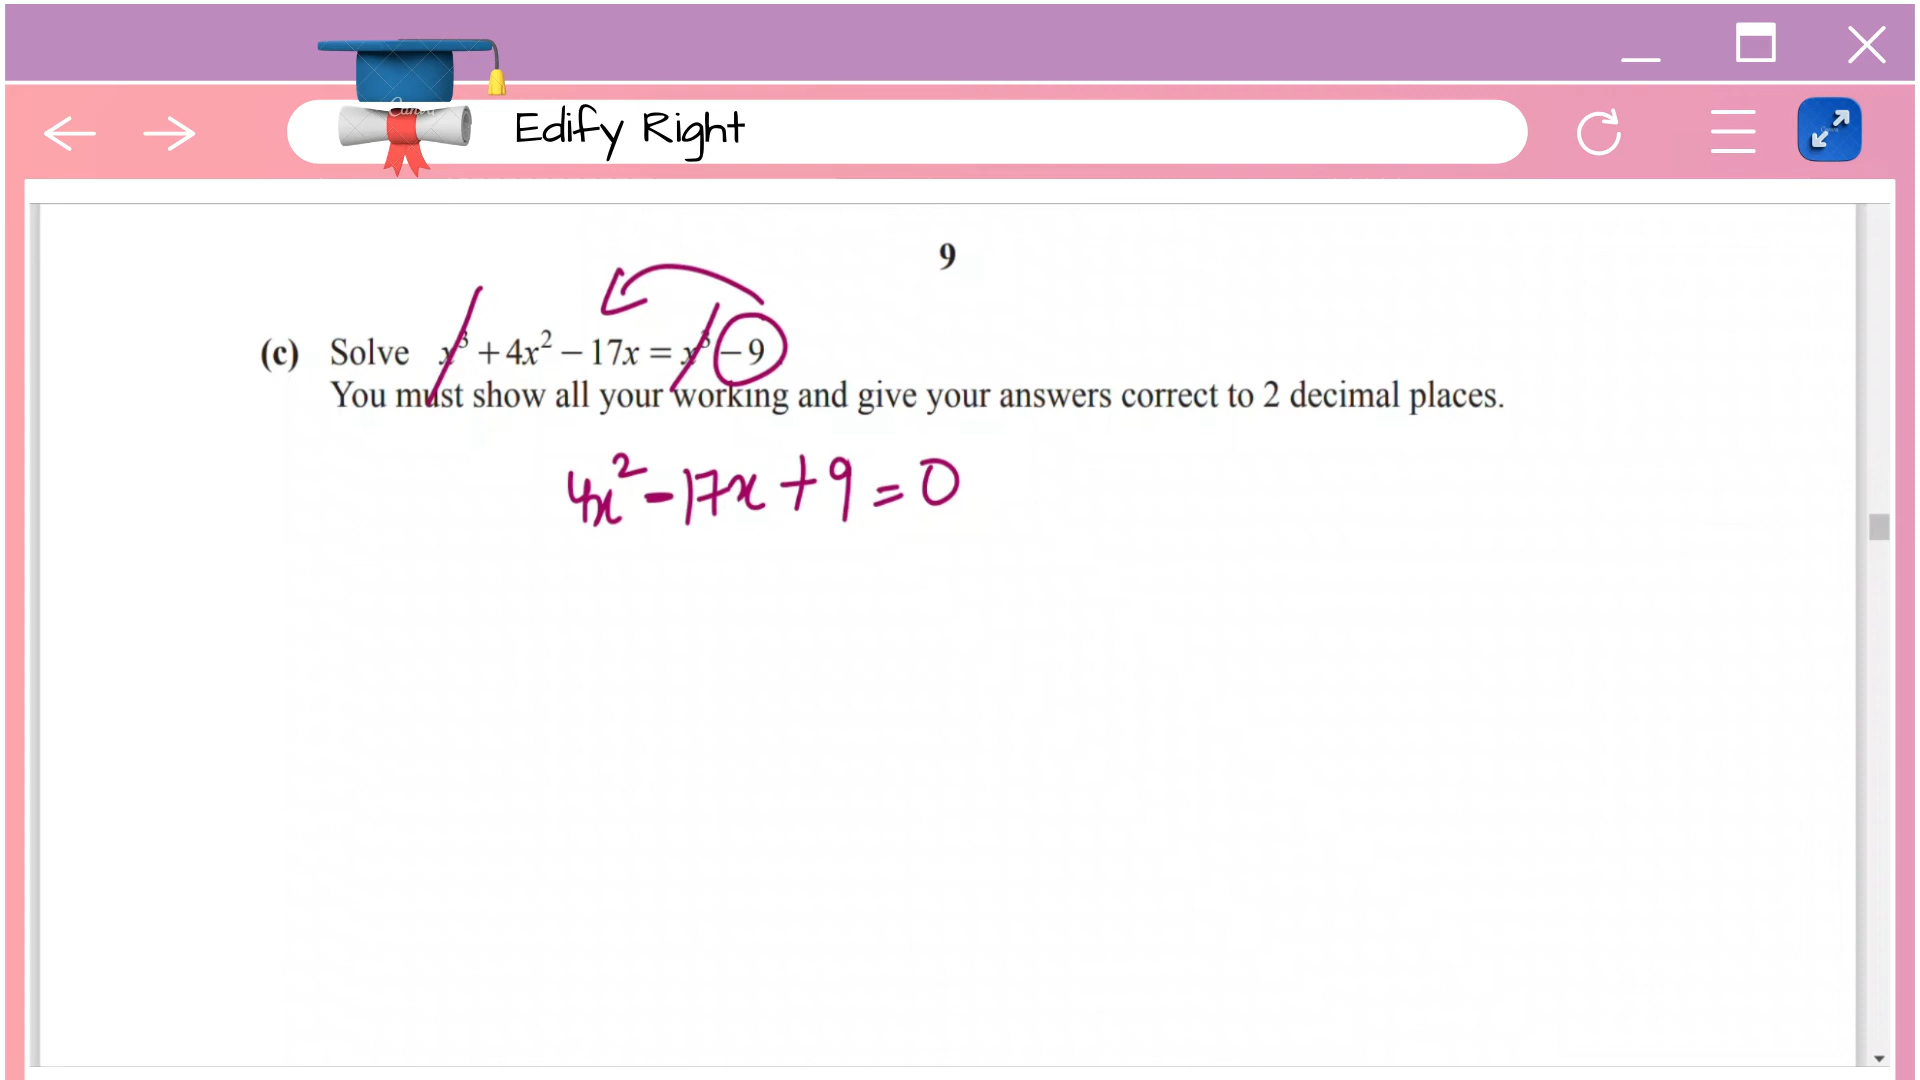 Canva
Edify Right
9
(c) Solve x³ + 4x² − 17x = x³ − 9
You must show all your working and give your answers correct to 2 decimal places.
4x² − 17x + 9 = 0